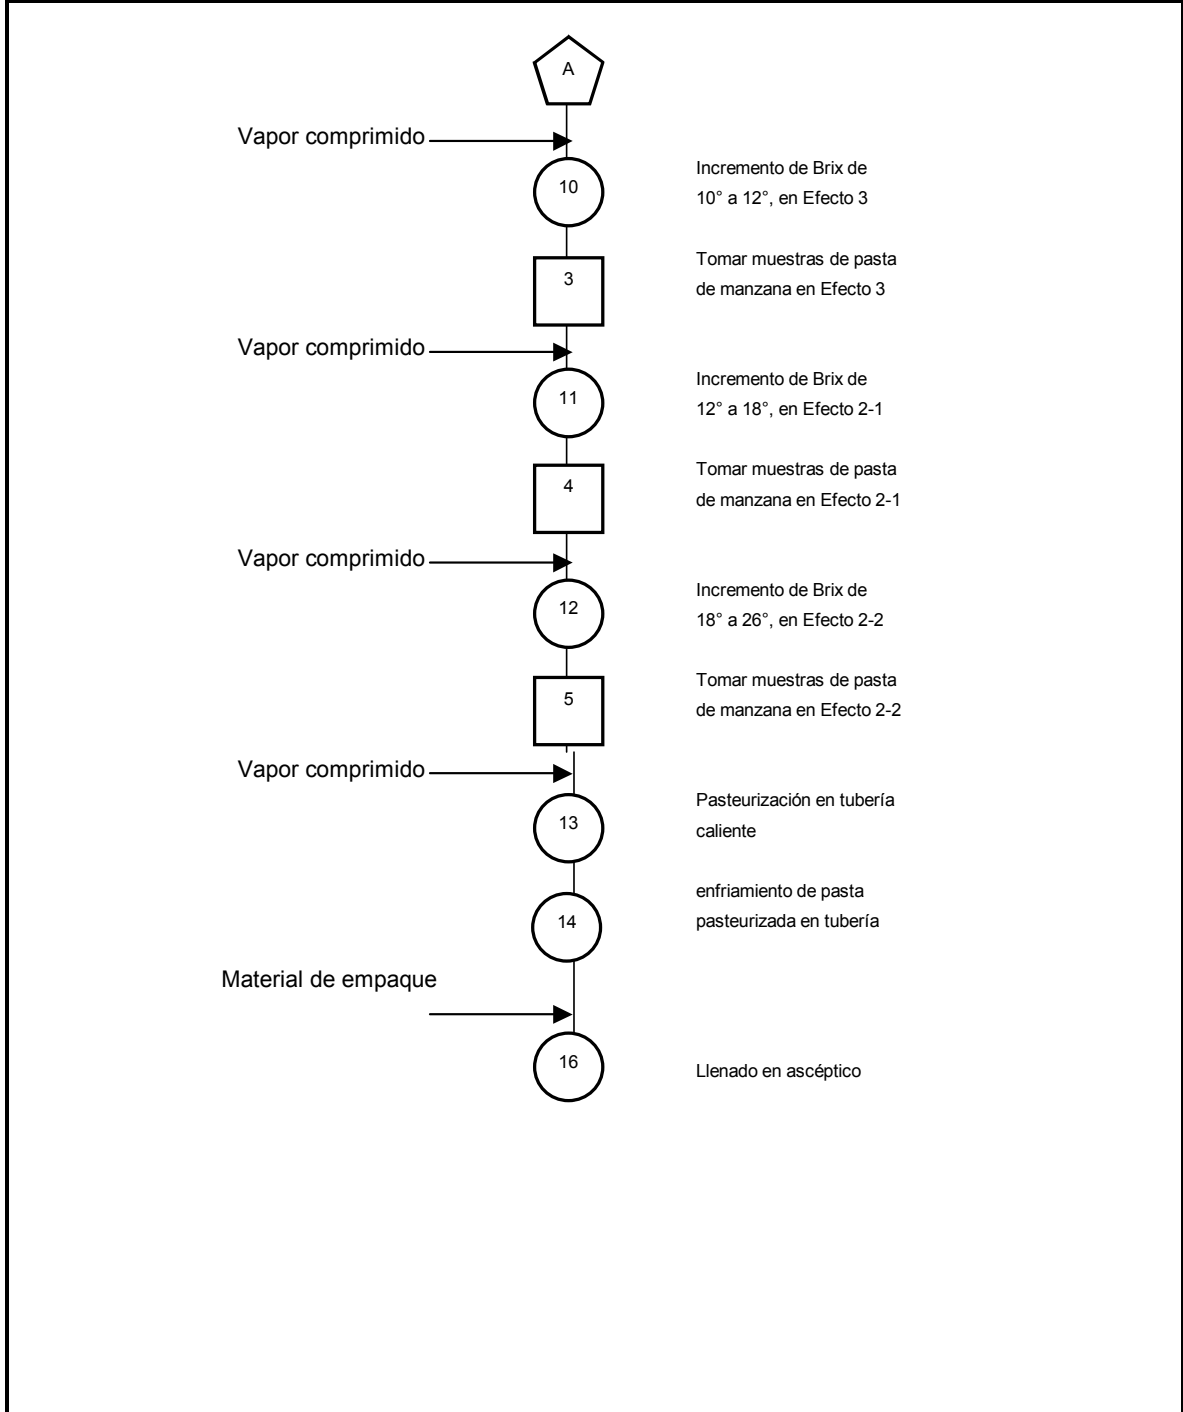 A
Vapor comprimido
10
Incremento de Brix de
10° a 12°, en Efecto 3
3
Tomar muestras de pasta
de manzana en Efecto 3
Vapor comprimido
11
Incremento de Brix de
12° a 18°, en Efecto 2-1
4
Tomar muestras de pasta
de manzana en Efecto 2-1
Vapor comprimido
12
Incremento de Brix de
18° a 26°, en Efecto 2-2
5
Tomar muestras de pasta
de manzana en Efecto 2-2
Vapor comprimido
13
Pasteurización en tubería
caliente
14
enfriamiento de pasta
pasteurizada en tubería
Material de empaque
16
Llenado en ascéptico